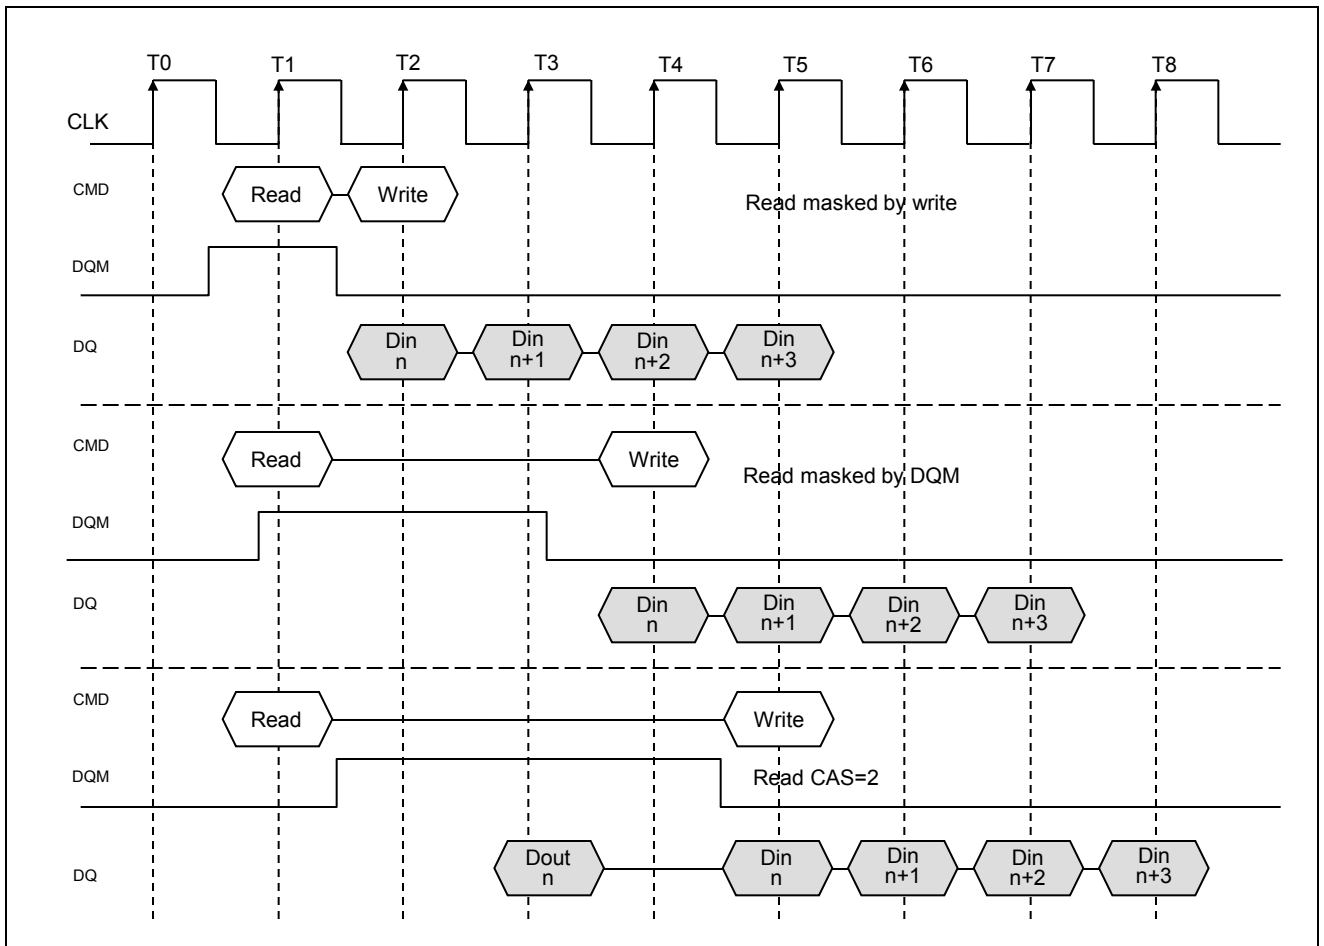 T0 T1 T2 T3 T4 T5 T6 T7 T8
CLK
CMD Read Write Read masked by write
DQM
DQ Din n Din n+1 Din n+2 Din n+3
CMD Read Write Read masked by DQM
DQM
DQ Din n Din n+1 Din n+2 Din n+3
CMD Read Write
DQM Read CAS=2
DQ Dout n Din n Din n+1 Din n+2 Din n+3